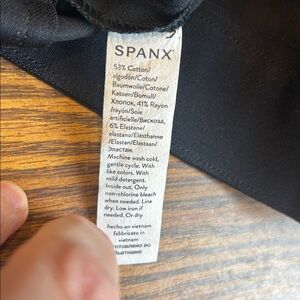 SPANX
53% Cotton/
algodón/Coton/
Baumwolle/Cotone/
Katoen/Bomull/
Хлопок, 41% Rayon
/rayón/Soie
artificielle/Вискоза,
6% Elastane/
elastano/Elasthanne
/Elastan/Elastaan/
Эластан.
Machine wash cold,
gentle cycle. With
like colors. With
mild detergent.
Inside out. Only
non-chlorine bleach
when needed. Line
dry. Low iron if
needed. Or dry
hecho en vietnam
fabbricato in
vietnam
готовлено во
Вьетнаме